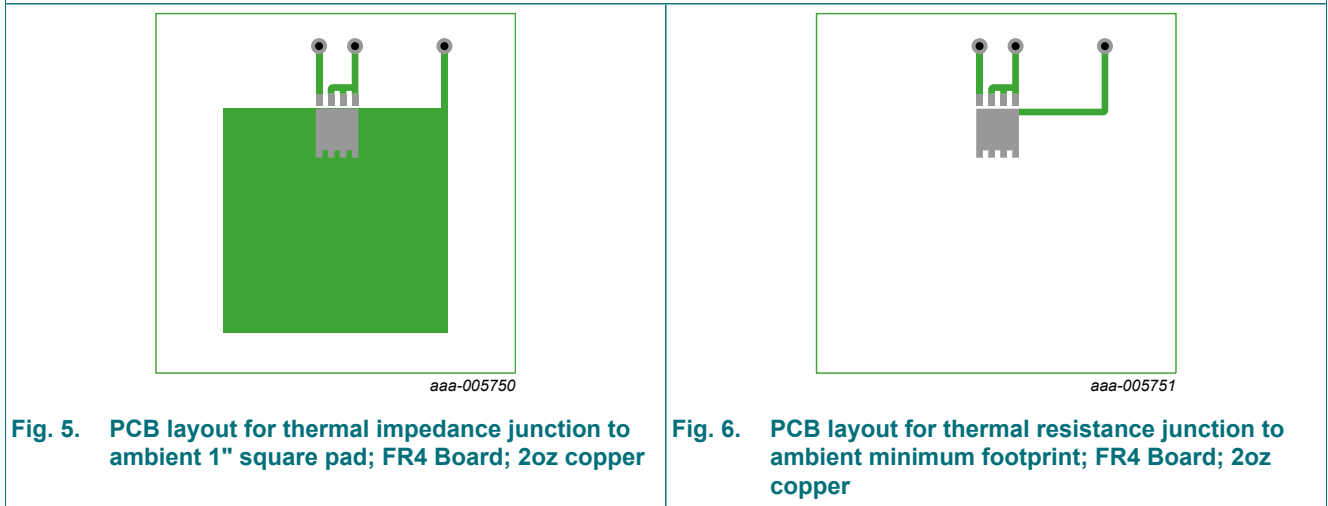 aaa-005750
Fig. 5. PCB layout for thermal impedance junction to
ambient 1" square pad; FR4 Board; 2oz copper
aaa-005751
Fig. 6. PCB layout for thermal resistance junction to
ambient minimum footprint; FR4 Board; 2oz
copper